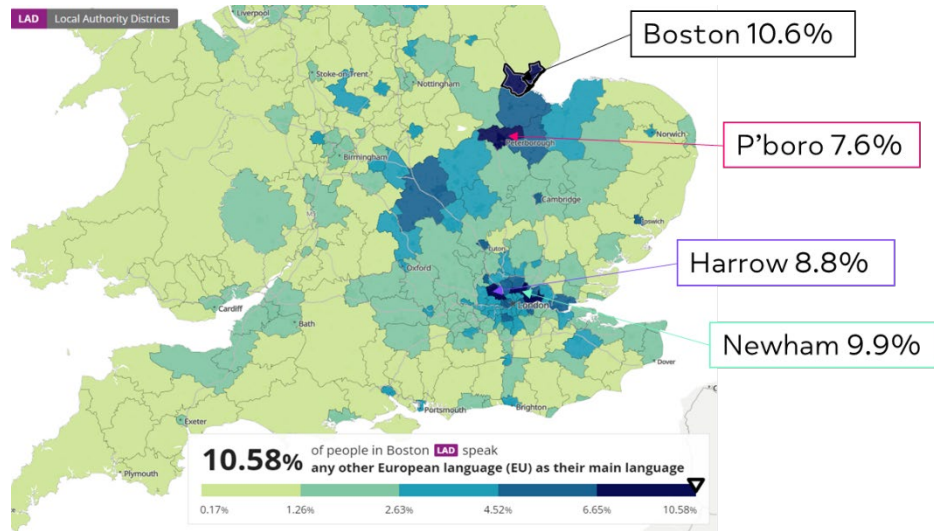 LAD Local Authority Districts
Liverpool
Boston 10.6%
Stoke-on-Trent
Nottingham
Norwich
Peterborough
P'boro 7.6%
Birmingham
Cambridge
Ipswich
Luton
Oxford
Harrow 8.8%
London
Cardiff
Bath
Newham 9.9%
Dover
Portsmouth
Brighton
Exeter
Plymouth
10.58% of people in Boston LAD speak
any other European language (EU) as their main language
0.17% 1.26% 2.63% 4.52% 6.65% 10.58%